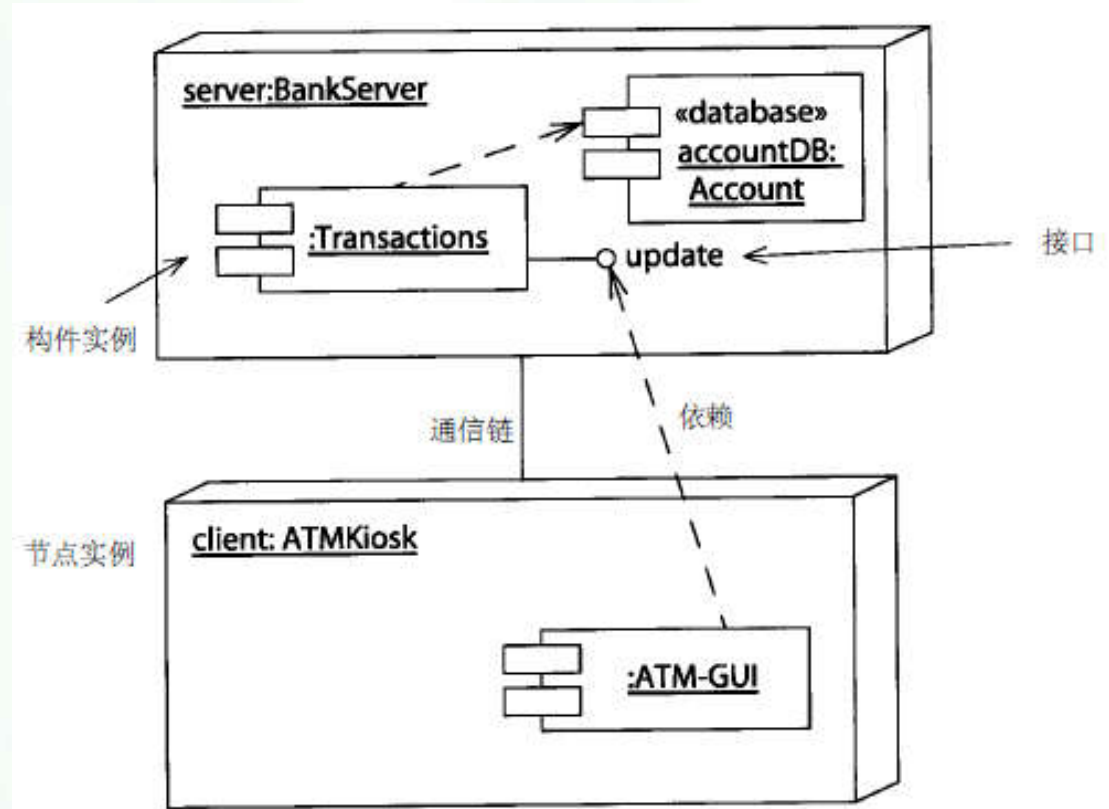 server:BankServer
«database»
accountDB:
Account
:Transactions
update
接口
构件实例
通信链
依赖
节点实例
client: ATMKiosk
:ATM-GUI